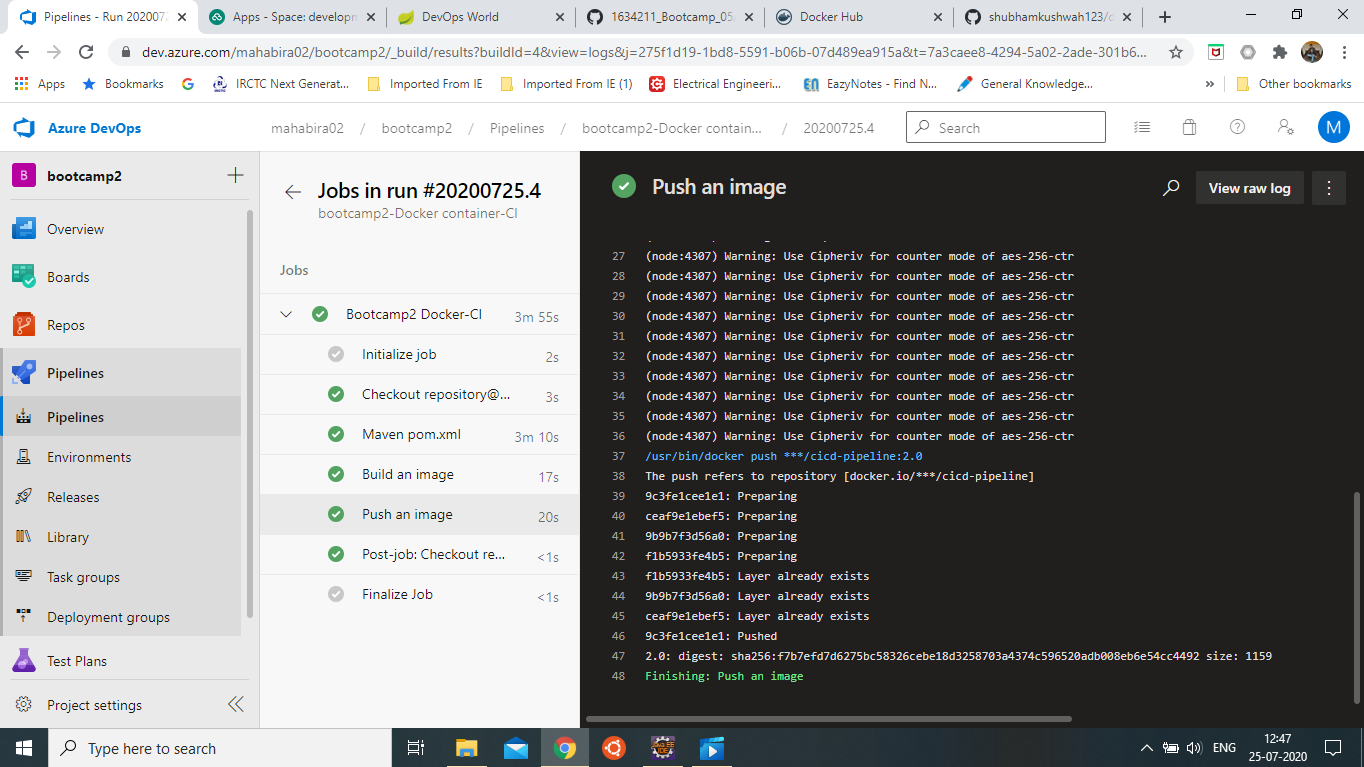 Pipelines - Run 2020072
Apps - Space: developm
DevOps World
1634211_Bootcamp_05
Docker Hub
shubhamkushwah123/d
dev.azure.com/mahabira02/bootcamp2/_build/results?buildId=4&view=logs&j=275f1d19-1bd8-5591-b06b-07d489ea915a&t=7a3caee8-4294-5a02-2ade-301b6...
Apps
Bookmarks
IRCTC Next Generat...
Imported From IE
Imported From IE (1)
Electrical Engineeri...
EazyNotes - Find N...
General Knowledge...
»
Other bookmarks
Azure DevOps
mahabira02 / bootcamp2 / Pipelines / bootcamp2-Docker contain... / 20200725.4
Search
M
B bootcamp2
Overview
Boards
Repos
Pipelines
Pipelines
Environments
Releases
Library
Task groups
Deployment groups
Test Plans
Project settings
Jobs in run #20200725.4
bootcamp2-Docker container-CI
Jobs
Bootcamp2 Docker-CI 3m 55s
Initialize job 2s
Checkout repository@... 3s
Maven pom.xml 3m 10s
Build an image 17s
Push an image 20s
Post-job: Checkout re... <1s
Finalize Job <1s
Push an image
View raw log
27 (node:4307) Warning: Use Cipheriv for counter mode of aes-256-ctr
28 (node:4307) Warning: Use Cipheriv for counter mode of aes-256-ctr
29 (node:4307) Warning: Use Cipheriv for counter mode of aes-256-ctr
30 (node:4307) Warning: Use Cipheriv for counter mode of aes-256-ctr
31 (node:4307) Warning: Use Cipheriv for counter mode of aes-256-ctr
32 (node:4307) Warning: Use Cipheriv for counter mode of aes-256-ctr
33 (node:4307) Warning: Use Cipheriv for counter mode of aes-256-ctr
34 (node:4307) Warning: Use Cipheriv for counter mode of aes-256-ctr
35 (node:4307) Warning: Use Cipheriv for counter mode of aes-256-ctr
36 (node:4307) Warning: Use Cipheriv for counter mode of aes-256-ctr
37 /usr/bin/docker push ***/cicd-pipeline:2.0
38 The push refers to repository [docker.io/***/cicd-pipeline]
39 9c3fe1cee1e1: Preparing
40 ceaf9e1ebef5: Preparing
41 9b9b7f3d56a0: Preparing
42 f1b5933fe4b5: Preparing
43 f1b5933fe4b5: Layer already exists
44 9b9b7f3d56a0: Layer already exists
45 ceaf9e1ebef5: Layer already exists
46 9c3fe1cee1e1: Pushed
47 2.0: digest: sha256:f7b7efd7d6275bc58326cebe18d3258703a4374c596520adb008eb6e54cc4492 size: 1159
48 Finishing: Push an image
Type here to search
ENG
12:47
25-07-2020